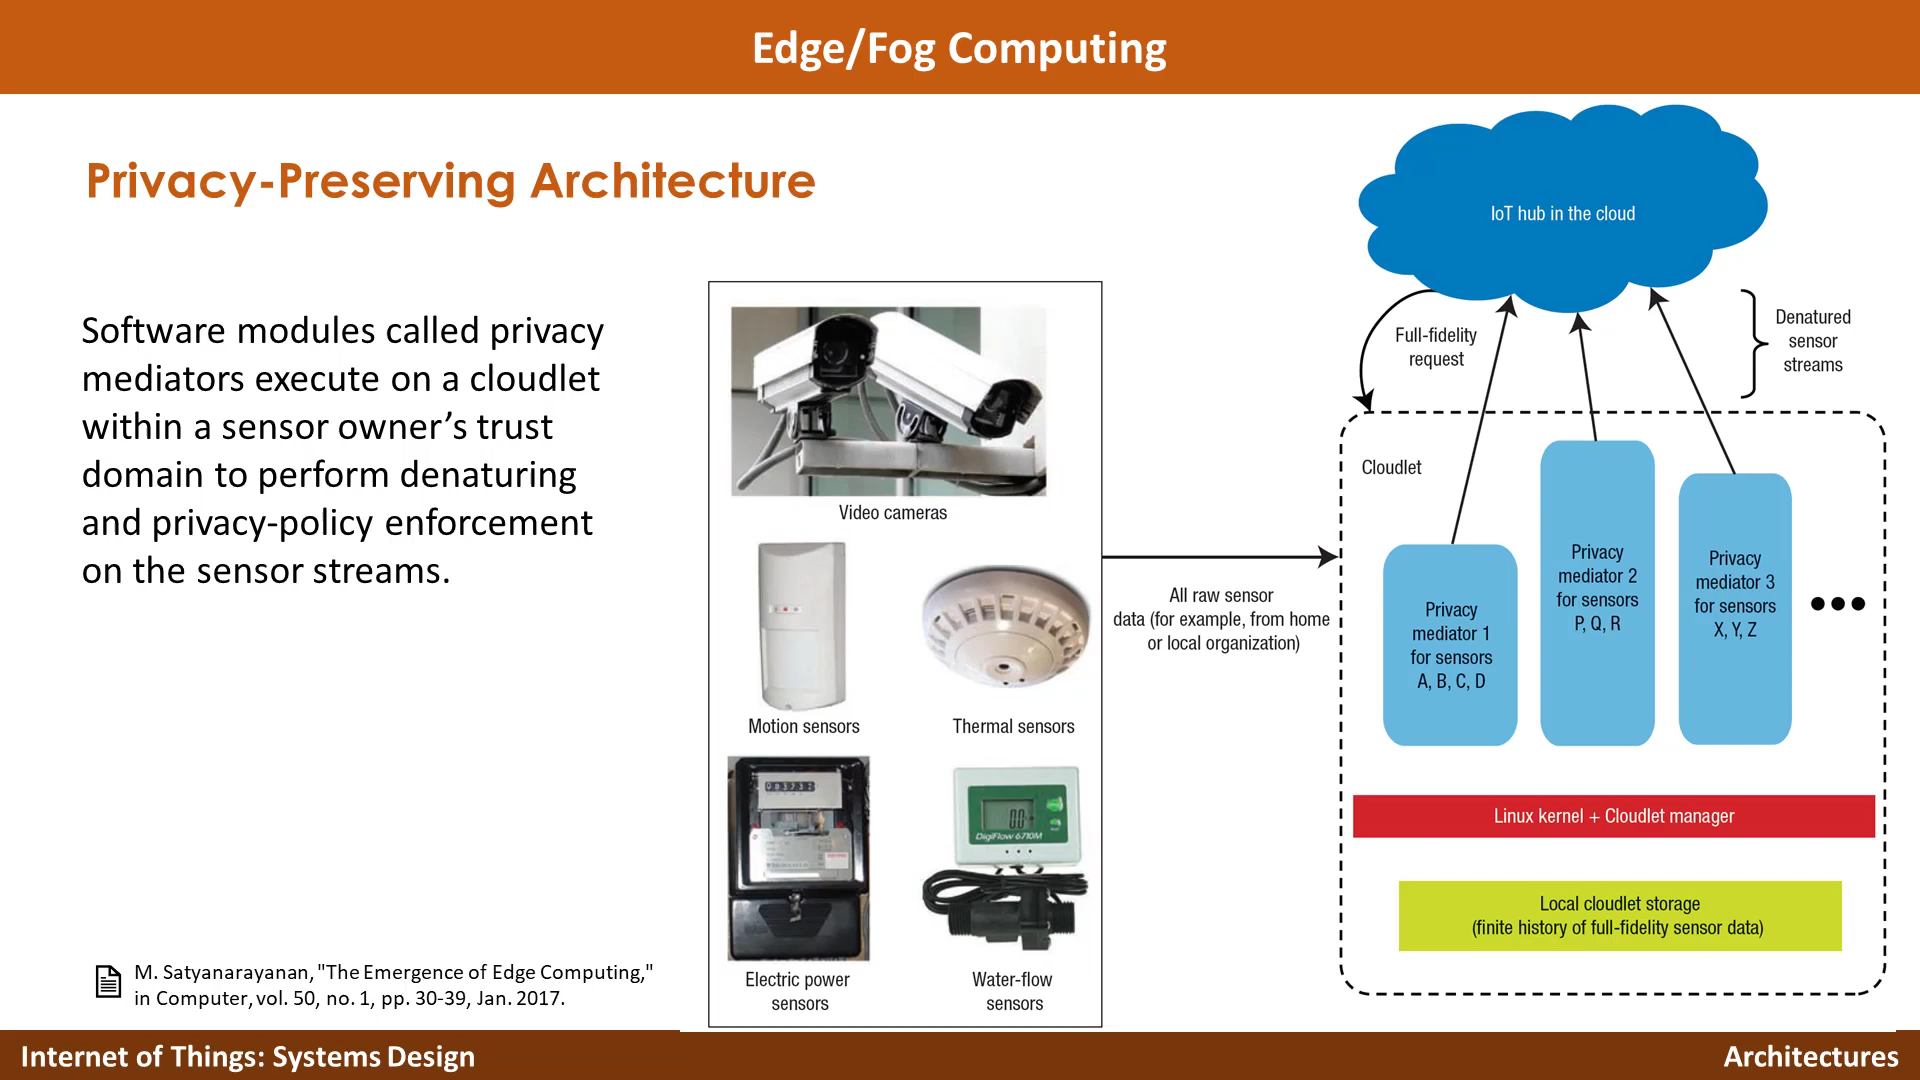 Edge/Fog Computing
Privacy-Preserving Architecture
Software modules called privacy
mediators execute on a cloudlet
within a sensor owner's trust
domain to perform denaturing
and privacy-policy enforcement
on the sensor streams.
M. Satyanarayanan, "The Emergence of Edge Computing,"
in Computer, vol. 50, no. 1, pp. 30-39, Jan. 2017.
Video cameras
Motion sensors
Thermal sensors
DigiFlow 6710M
Electric power
sensors
Water-flow
sensors
All raw sensor
data (for example, from home
or local organization)
IoT hub in the cloud
Full-fidelity
request
Denatured
sensor
streams
Cloudlet
Privacy
mediator 1
for sensors
A, B, C, D
Privacy
mediator 2
for sensors
P, Q, R
Privacy
mediator 3
for sensors
X, Y, Z
Linux kernel + Cloudlet manager
Local cloudlet storage
(finite history of full-fidelity sensor data)
Internet of Things: Systems Design
Architectures